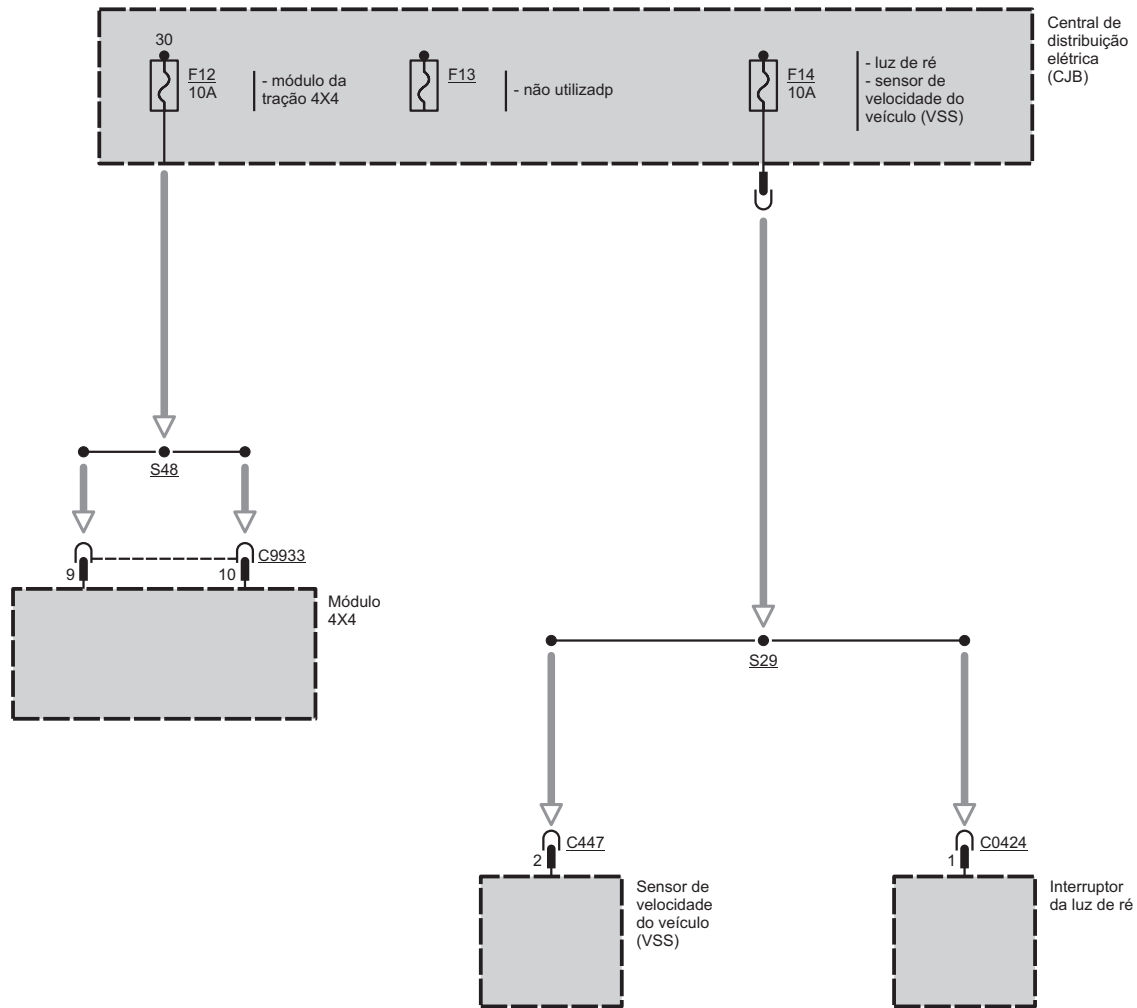 Central de
distribuição
elétrica
(CJB)
30
F12
10A
- módulo da
tração 4X4
F13
- não utilizadp
F14
10A
- luz de ré
- sensor de
velocidade do
veículo (VSS)
S48
9
10
C9933
Módulo
4X4
S29
2
C447
1
C0424
Sensor de
velocidade
do veículo
(VSS)
Interruptor
da luz de ré